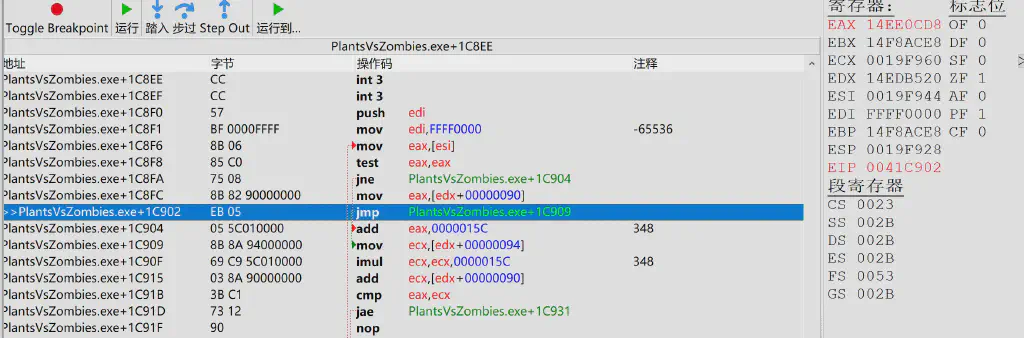 Toggle Breakpoint 运行 踏入 步过 Step Out 运行到...
PlantsVsZombies.exe+1C8EE
地址 字节 操作码 注释
PlantsVsZombies.exe+1C8EE CC int 3
PlantsVsZombies.exe+1C8EF CC int 3
PlantsVsZombies.exe+1C8F0 57 push edi
PlantsVsZombies.exe+1C8F1 BF 0000FFFF mov edi,FFFF0000 -65536
PlantsVsZombies.exe+1C8F6 8B 06 mov eax,[esi]
PlantsVsZombies.exe+1C8F8 85 C0 test eax,eax
PlantsVsZombies.exe+1C8FA 75 08 jne PlantsVsZombies.exe+1C904
PlantsVsZombies.exe+1C8FC 8B 82 90000000 mov eax,[edx+00000090]
>>PlantsVsZombies.exe+1C902 EB 05 jmp PlantsVsZombies.exe+1C909
PlantsVsZombies.exe+1C904 05 5C010000 add eax,0000015C 348
PlantsVsZombies.exe+1C909 8B 8A 94000000 mov ecx,[edx+00000094]
PlantsVsZombies.exe+1C90F 69 C9 5C010000 imul ecx,ecx,0000015C 348
PlantsVsZombies.exe+1C915 03 8A 90000000 add ecx,[edx+00000090]
PlantsVsZombies.exe+1C91B 3B C1 cmp eax,ecx
PlantsVsZombies.exe+1C91D 73 12 jae PlantsVsZombies.exe+1C931
PlantsVsZombies.exe+1C91F 90 nop
寄存器: 标志位
EAX 14EE0CD8 OF 0
EBX 14F8ACE8 DF 0
ECX 0019F960 SF 0
EDX 14EDB520 ZF 1
ESI 0019F944 AF 0
EDI FFFF0000 PF 1
EBP 14F8ACE8 CF 0
ESP 0019F928
EIP 0041C902
段寄存器
CS 0023
SS 002B
DS 002B
ES 002B
FS 0053
GS 002B